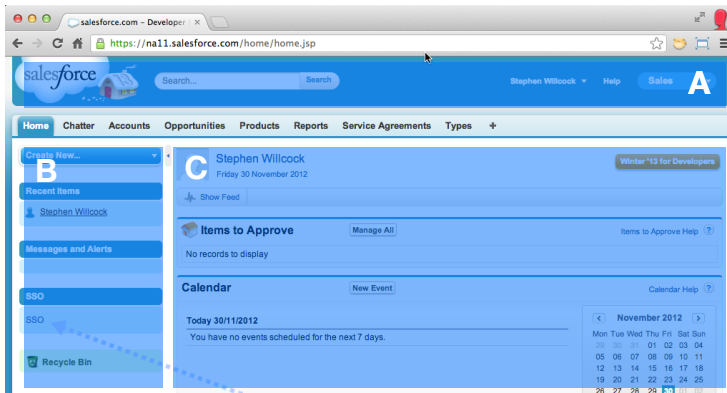 salesforce.com - Developer
https://na11.salesforce.com/home/home.jsp
salesforce
Search...
Search
Stephen Willcock
Help
Sales
A
Home Chatter Accounts Opportunities Products Reports Service Agreements Types +
Create New...
B
Recent Items
Stephen Willcock
Messages and Alerts
SSO
SSO
Recycle Bin
C
Stephen Willcock
Friday 30 November 2012
Winter '13 for Developers
Show Feed
Items to Approve
Manage All
Items to Approve Help ?
No records to display
Calendar
New Event
Calendar Help ?
Today 30/11/2012
You have no events scheduled for the next 7 days.
November 2012
Mon Tue Wed Thu Fri Sat Sun
29 30 31 01 02 03 04
05 06 07 08 09 10 11
12 13 14 15 16 17 18
19 20 21 22 23 24 25
26 27 28 29 30 01 02